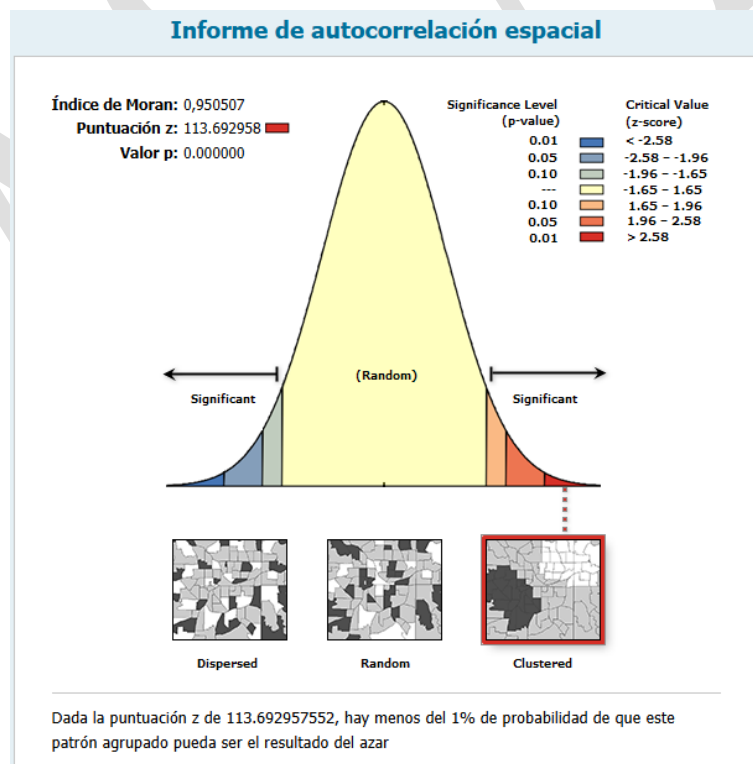 Informe de autocorrelación espacial
Índice de Moran: 0,950507
Puntuación z: 113.692958
Valor p: 0.000000
Significance Level
(p-value)
Critical Value
(z-score)
0.01 < -2.58
0.05 -2.58 – -1.96
0.10 -1.96 – -1.65
--- -1.65 – 1.65
0.10 1.65 – 1.96
0.05 1.96 – 2.58
0.01 > 2.58
(Random)
Significant
Significant
Dispersed
Random
Clustered
Dada la puntuación z de 113.692957552, hay menos del 1% de probabilidad de que este
patrón agrupado pueda ser el resultado del azar